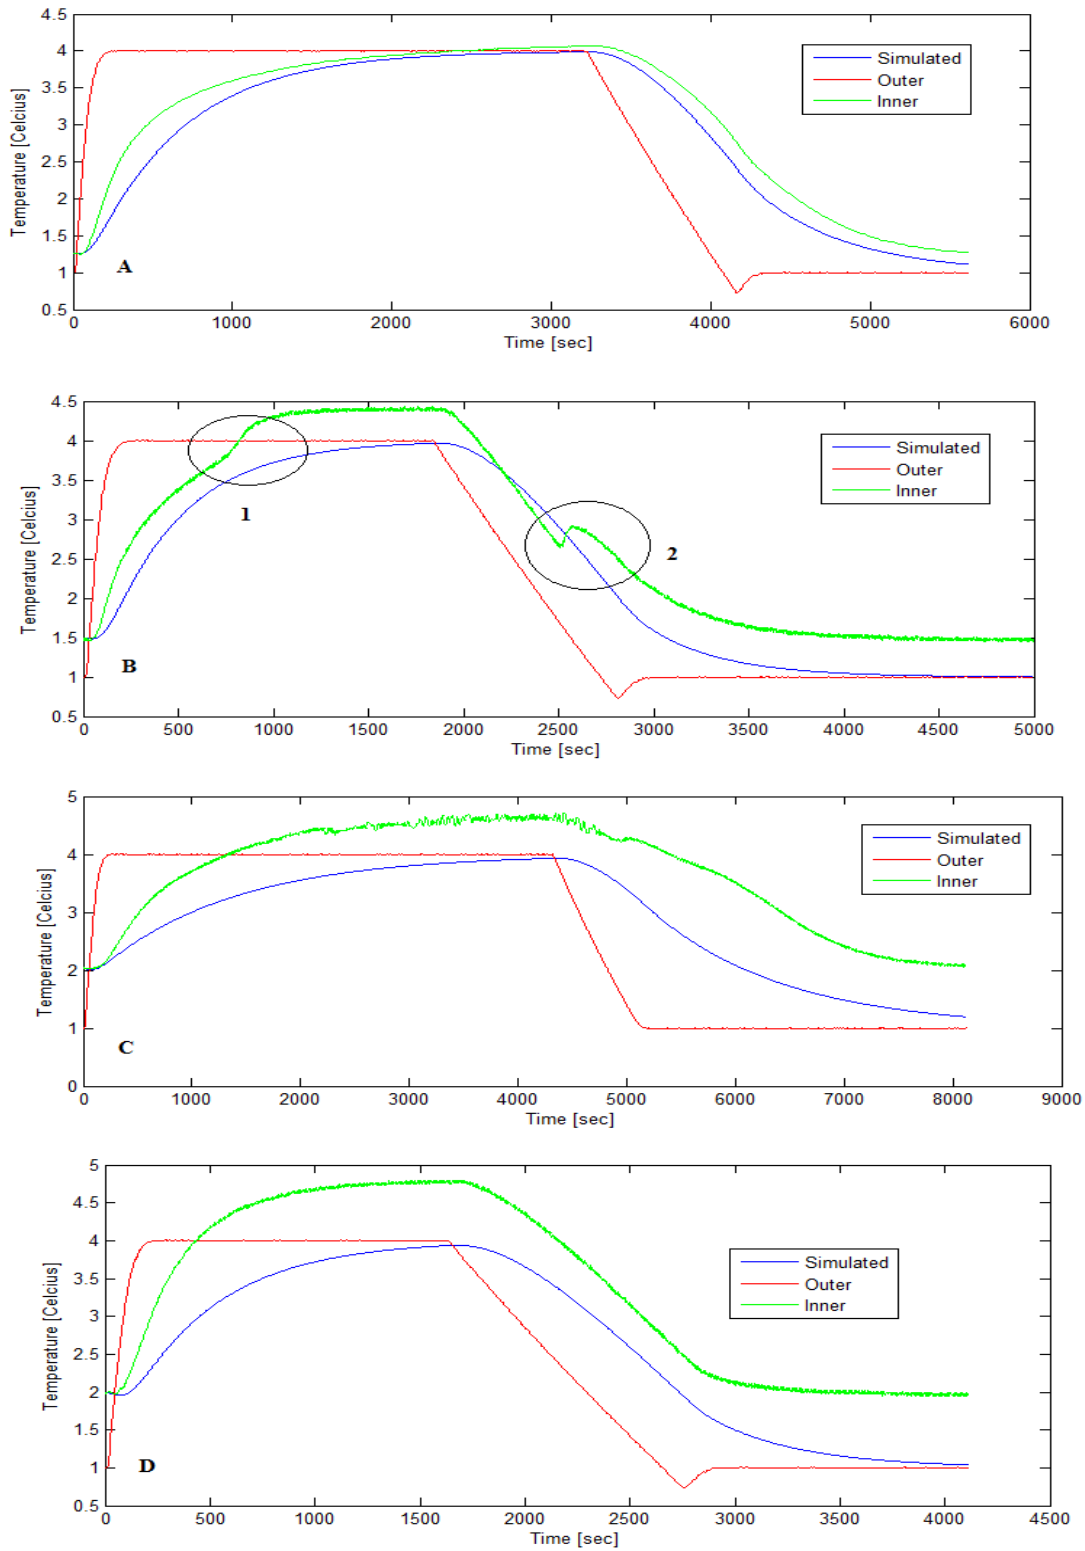 4.5
4
3.5
3
2.5
2
1.5
1
0.5
Temperature [Celcius]
Simulated
Outer
Inner
A
0 1000 2000 3000 4000 5000 6000
Time [sec]
4.5
4
3.5
3
2.5
2
1.5
1
0.5
Temperature [Celcius]
Simulated
Outer
Inner
1
2
B
0 500 1000 1500 2000 2500 3000 3500 4000 4500 5000
Time [sec]
5
4
3
2
1
0
Temperature [Celcius]
Simulated
Outer
Inner
C
0 1000 2000 3000 4000 5000 6000 7000 8000 9000
Time [sec]
5
4.5
4
3.5
3
2.5
2
1.5
1
0.5
Temperature [Celcius]
Simulated
Outer
Inner
D
0 500 1000 1500 2000 2500 3000 3500 4000 4500
Time [sec]